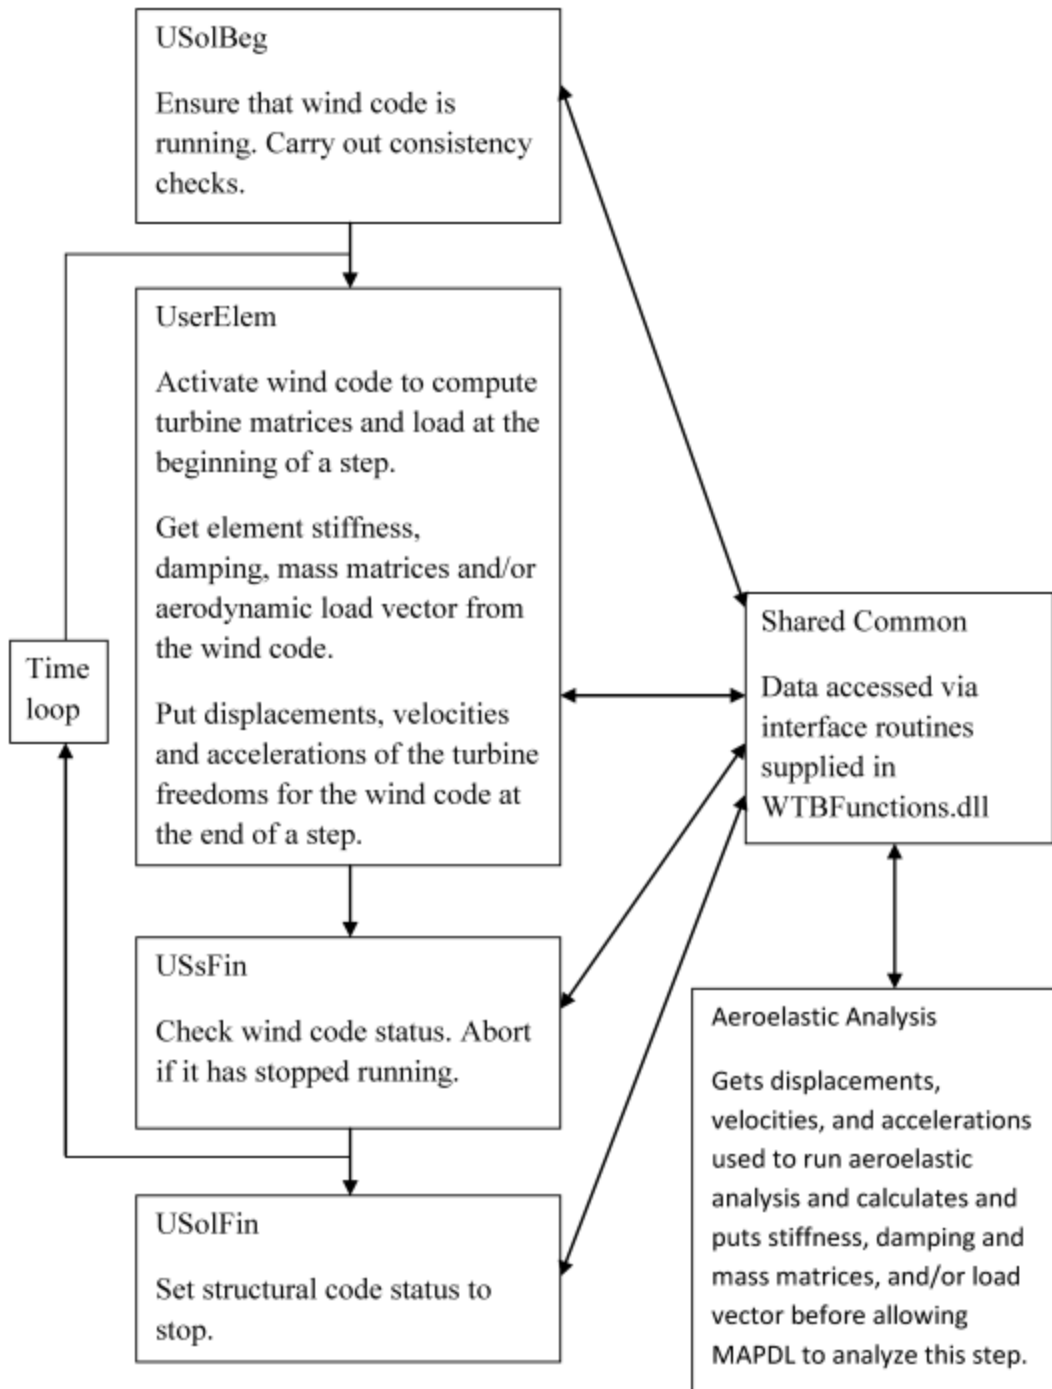 USolBeg
Ensure that wind code is
running. Carry out consistency
checks.
UserElem
Activate wind code to compute
turbine matrices and load at the
beginning of a step.
Get element stiffness,
damping, mass matrices and/or
aerodynamic load vector from
the wind code.
Put displacements, velocities
and accelerations of the turbine
freedoms for the wind code at
the end of a step.
Time
loop
USsFin
Check wind code status. Abort
if it has stopped running.
USolFin
Set structural code status to
stop.
Shared Common
Data accessed via
interface routines
supplied in
WTBFunctions.dll
Aeroelastic Analysis
Gets displacements,
velocities, and accelerations
used to run aeroelastic
analysis and calculates and
puts stiffness, damping and
mass matrices, and/or load
vector before allowing
MAPDL to analyze this step.